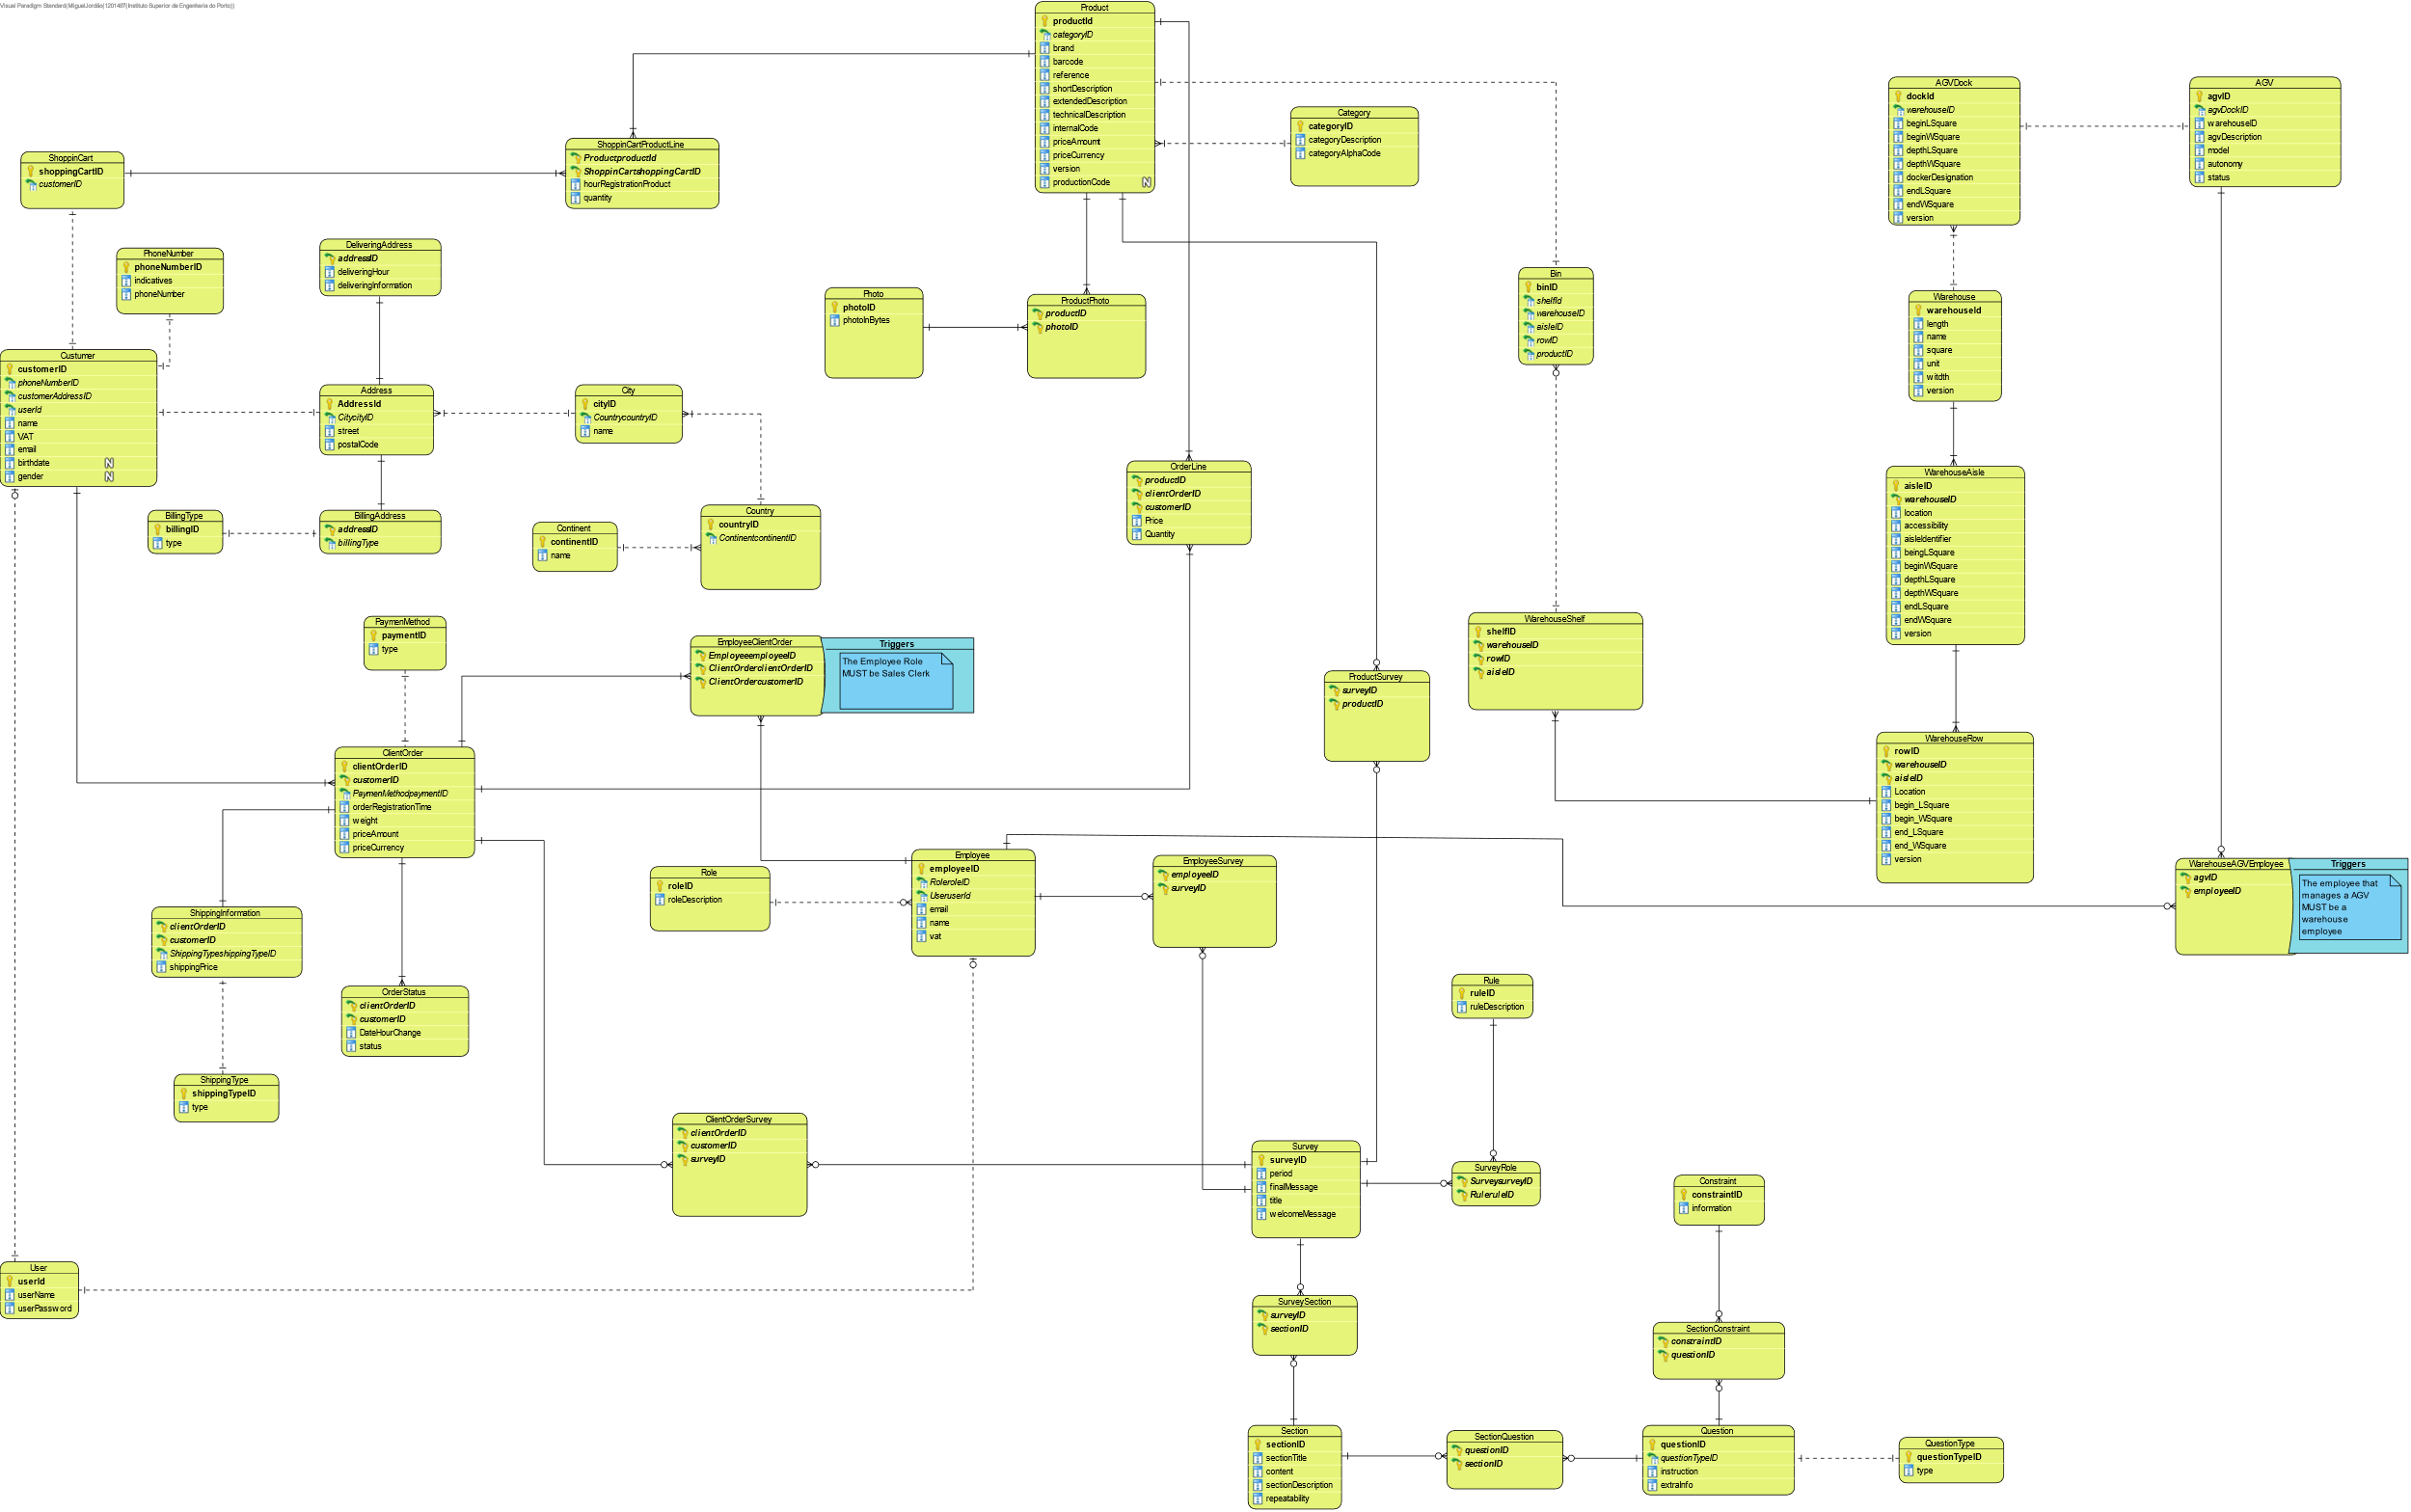 Visual Paradigm Standard(MiguelJordão(1201487(Instituto Superior de Engenharia do Porto))
Product
productId
categoryID
brand
barcode
reference
shortDescription
extendedDescription
technicalDescription
internalCode
priceAmount
priceCurrency
version
productionCode
N
Category
categoryID
categoryDescription
categoryAlphaCode
AGVDock
dockId
warehouseID
beginLSquare
beginWSquare
depthLSquare
depthWSquare
dockerDesignation
endLSquare
endWSquare
version
AGV
agvID
agvDockID
warehouseID
agvDescription
model
autonomy
status
ShoppinCart
shoppingCartID
customerID
ShoppinCartProductLine
ProductproductId
ShoppinCartshoppingCartID
hourRegistrationProduct
quantity
PhoneNumber
phoneNumberID
indicatives
phoneNumber
DeliveringAddress
addressID
deliveringHour
deliveringInformation
Photo
photoID
photoInBytes
ProductPhoto
productID
photoID
Bin
binID
shelfId
warehouseID
aisleID
rowID
productID
Warehouse
warehouseId
length
name
square
unit
witdth
version
Custumer
customerID
phoneNumberID
customerAddressID
userId
name
VAT
email
birthdate
N
gender
N
Address
AddressId
CitycityID
street
postalCode
City
cityID
CountrycountryID
name
OrderLine
productID
clientOrderID
customerID
Price
Quantity
WarehouseAisle
aisleID
warehouseID
location
accessibility
aisleIdentifier
beingLSquare
beginWSquare
depthLSquare
depthWSquare
endLSquare
endWSquare
version
BillingType
billingID
type
BillingAddress
addressID
billingType
Continent
continentID
name
Country
countryID
ContinentcontinentID
PaymenMethod
paymentID
type
EmployeeClientOrder
EmployeeemployeeID
ClientOrderclientOrderID
ClientOrdercustomerID
Triggers
The Employee Role
MUST be Sales Clerk
WarehouseShelf
shelfID
warehouseID
rowID
aisleID
ProductSurvey
surveyID
productID
WarehouseRow
rowID
warehouseID
aisleID
Location
begin_LSquare
begin_WSquare
end_LSquare
end_WSquare
version
ClientOrder
clientOrderID
customerID
PaymenMethodpaymentID
orderRegistrationTime
weight
priceAmount
priceCurrency
Role
roleID
roleDescription
Employee
employeeID
RoleroleID
UseruserId
email
name
vat
EmployeeSurvey
employeeID
surveyID
WarehouseAGVEmployee
agvID
employeeID
Triggers
The employee that
manages a AGV
MUST be a
warehouse
employee
ShippingInformation
clientOrderID
customerID
ShippingTypeshippingTypeID
shippingPrice
OrderStatus
clientOrderID
customerID
DateHourChange
status
Rule
ruleID
ruleDescription
ShippingType
shippingTypeID
type
ClientOrderSurvey
clientOrderID
customerID
surveyID
Survey
surveyID
period
finalMessage
title
welcomeMessage
SurveyRole
SurveysurveyID
RuleruleID
Constraint
constraintID
information
User
userId
userName
userPassword
SurveySection
surveyID
sectionID
SectionConstraint
constraintID
questionID
Section
sectionID
sectionTitle
content
sectionDescription
repeatability
SectionQuestion
questionID
sectionID
Question
questionID
questionTypeID
instruction
extraInfo
QuestionType
questionTypeID
type